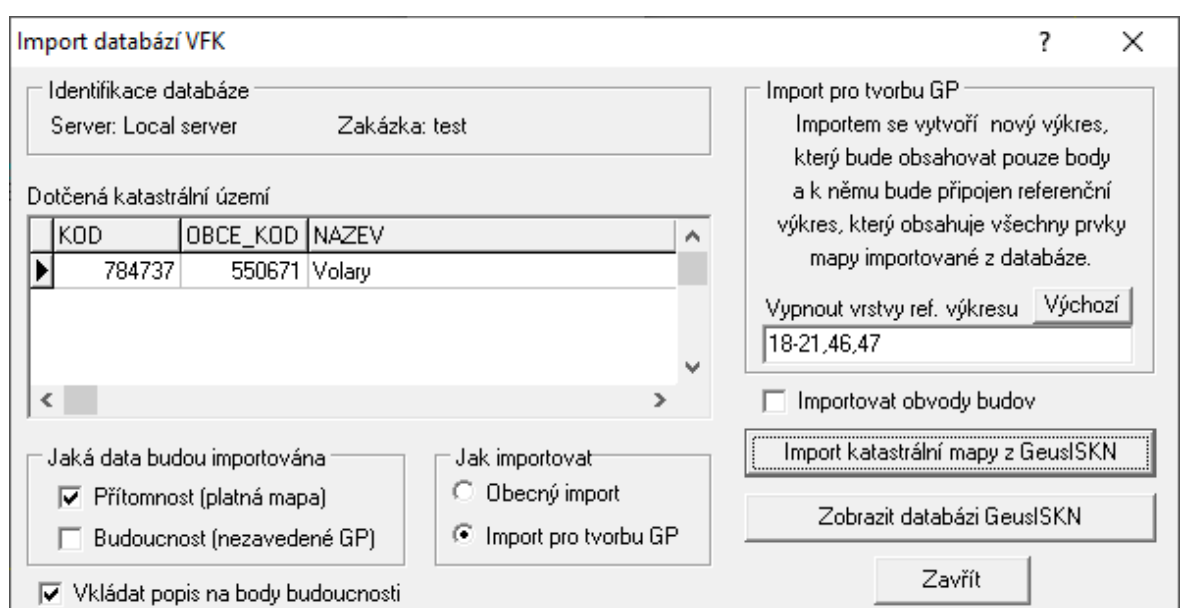 Import databází VFK
?
Identifikace databáze
Server: Local server Zakázka: test
Dotčená katastrální území
KOD OBCE_KOD NAZEV
784737 550671 Volary
Jaká data budou importována
Přítomnost (platná mapa)
Budoucnost (nezavedené GP)
Vkládat popis na body budoucnosti
Jak importovat
Obecný import
Import pro tvorbu GP
Import pro tvorbu GP
Importem se vytvoří nový výkres,
který bude obsahovat pouze body
a k němu bude připojen referenční
výkres, který obsahuje všechny prvky
mapy importované z databáze.
Vypnout vrstvy ref. výkresu Výchozí
18-21,46,47
Importovat obvody budov
Import katastrální mapy z GeusISKN
Zobrazit databázi GeusISKN
Zavřít